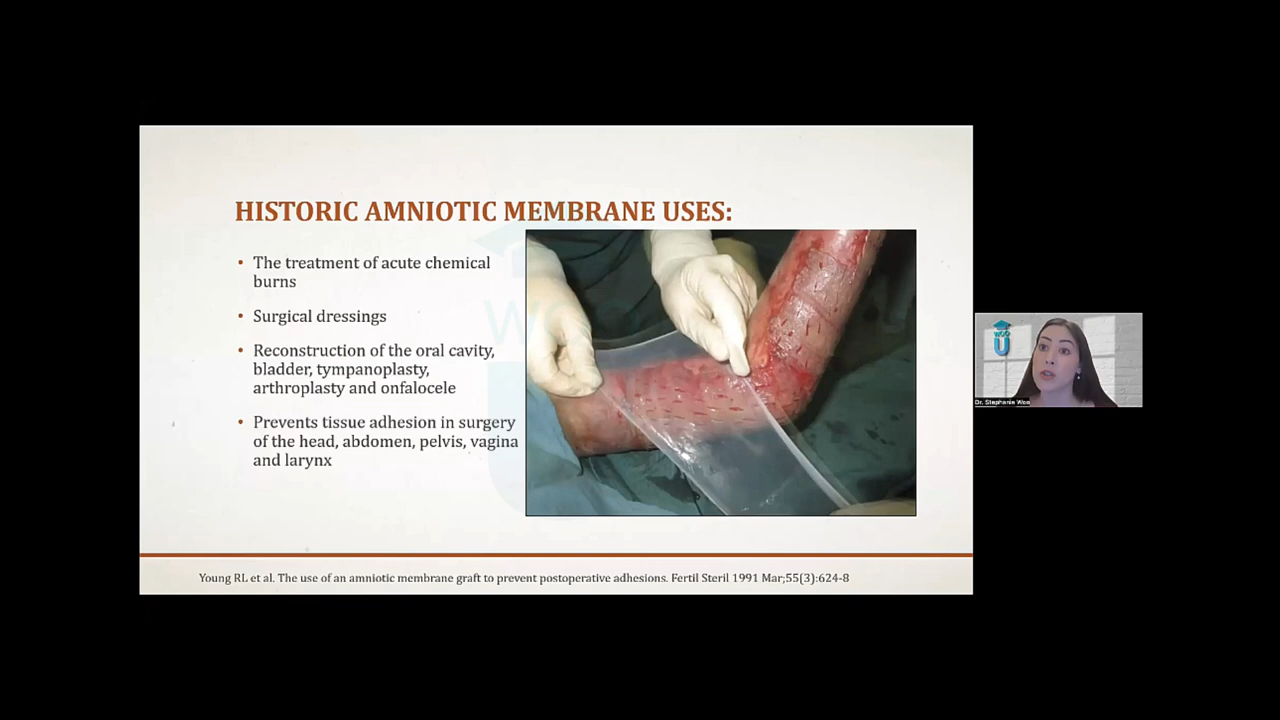 HISTORIC AMNIOTIC MEMBRANE USES:
• The treatment of acute chemical
burns
• Surgical dressings
• Reconstruction of the oral cavity,
bladder, tympanoplasty,
arthroplasty and onfalocele
• Prevents tissue adhesion in surgery
of the head, abdomen, pelvis, vagina
and larynx
Young RL et al. The use of an amniotic membrane graft to prevent postoperative adhesions. Fertil Steril 1991 Mar;55(3):624-8
WOO
U
Dr. Stephanie Woo